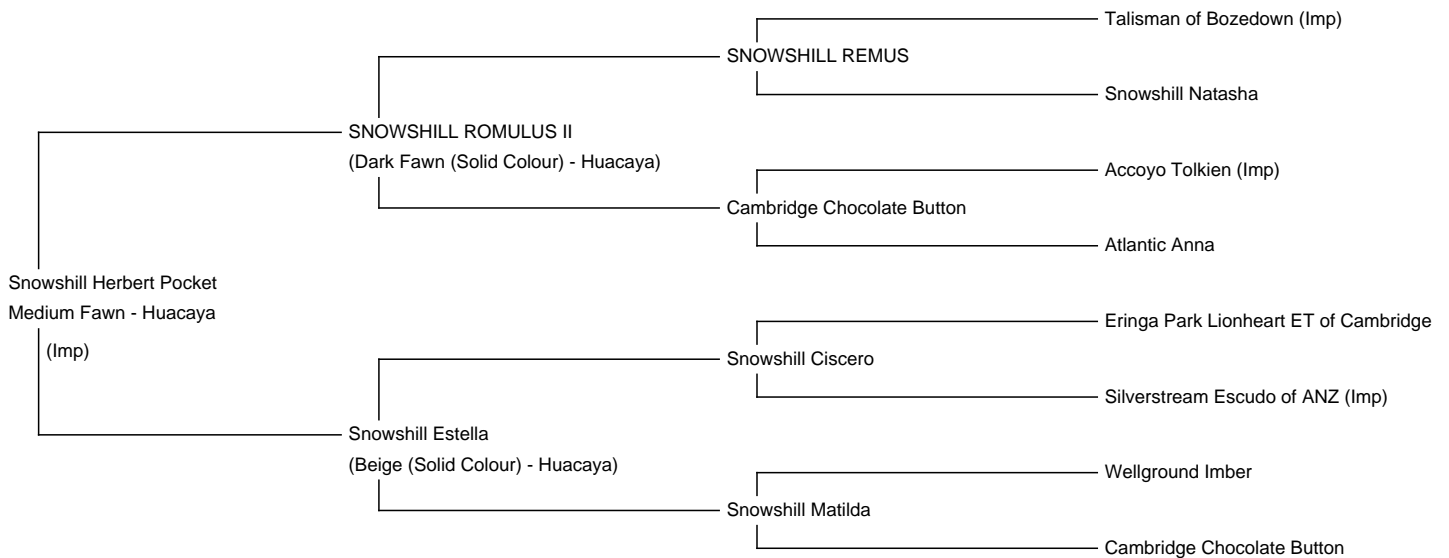 Talisman of Bozedown (Imp)
SNOWSHILL REMUS
Snowshill Natasha
SNOWSHILL ROMULUS II
(Dark Fawn (Solid Colour) - Huacaya)
Accoyo Tolkien (Imp)
Cambridge Chocolate Button
Atlantic Anna
Snowshill Herbert Pocket
Medium Fawn - Huacaya
(Imp)
Eringa Park Lionheart ET of Cambridge
Snowshill Ciscero
Silverstream Escudo of ANZ (Imp)
Snowshill Estella
(Beige (Solid Colour) - Huacaya)
Wellground Imber
Snowshill Matilda
Cambridge Chocolate Button